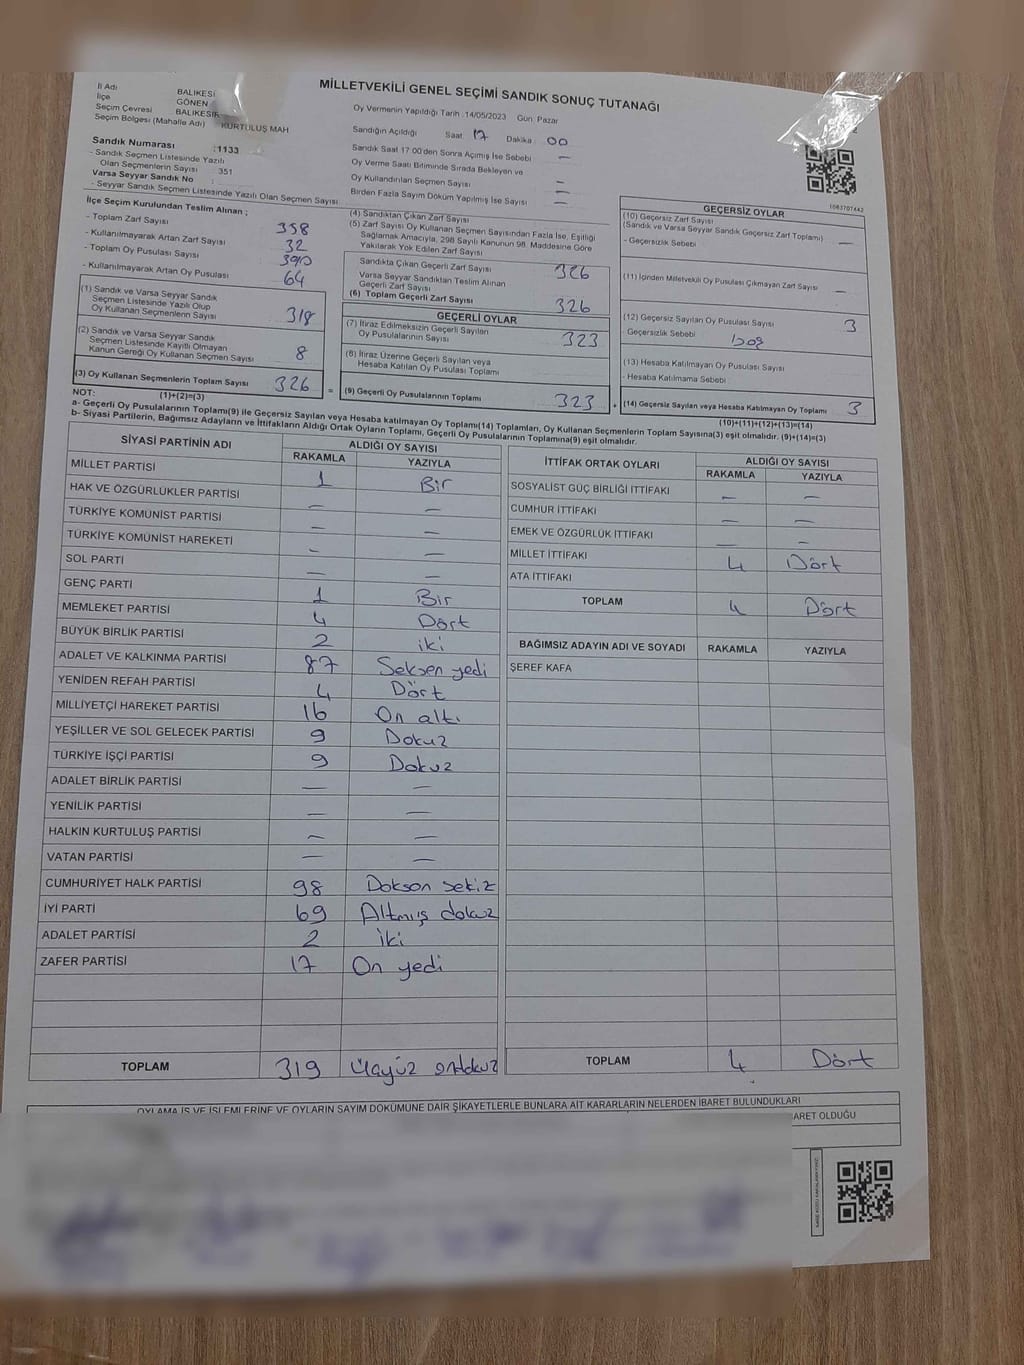 MİLLETVEKİLİ GENEL SEÇİMİ SANDIK SONUÇ TUTANAĞI
İl Adı BALIKESİR
İlçe GÖNEN
Seçim Çevresi BALIKESİR
Seçim Bölgesi (Mahalle Adı) KURTULUŞ MAH
Sandık Numarası :1133
- Sandık Seçmen Listesinde Yazılı
Olan Seçmenlerin Sayısı : 351
Varsa Seyyar Sandık No :
- Seyyar Sandık Seçmen Listesinde Yazılı Olan Seçmen Sayısı
Oy Vermenin Yapıldığı Tarih :14/05/2023 Gün: Pazar
Sandığın Açıldığı Saat 17 Dakika 00
Sandık Saat 17:00'den Sonra Açımış İse Sebebi —
Oy Verme Saati Bitiminde Sırada Bekleyen ve
Oy Kullandırılan Seçmen Sayısı —
Birden Fazla Sayım Döküm Yapılmış İse Sayısı —
1083707442
İlçe Seçim Kurulundan Teslim Alınan ;
- Toplam Zarf Sayısı 358
- Kullanılmayarak Artan Zarf Sayısı 32
- Toplam Oy Pusulası Sayısı 390
- Kullanılmayarak Artan Oy Pusulası 64
(1) Sandık ve Varsa Seyyar Sandık
Seçmen Listesinde Yazılı Olup
Oy Kullanan Seçmenlerin Sayısı 318
(2) Sandık ve Varsa Seyyar Sandık
Seçmen Listesinde Kayıtlı Olmayan
Kanun Gereği Oy Kullanan Seçmen Sayısı 8
(3) Oy Kullanan Seçmenlerin Toplam Sayısı 326 =
(1)+(2)=(3)
(4) Sandıktan Çıkan Zarf Sayısı
(5) Zarf Sayısı Oy Kullanan Seçmen Sayısından Fazla İse, Eşitliği
Sağlamak Amacıyla, 298 Sayılı Kanunun 98. Maddesine Göre
Yakılarak Yok Edilen Zarf Sayısı
Sandıkta Çıkan Geçerli Zarf Sayısı 326
Varsa Seyyar Sandıktan Teslim Alınan
Geçerli Zarf Sayısı
(6) Toplam Geçerli Zarf Sayısı 326
GEÇERLİ OYLAR
(7) İtiraz Edilmeksizin Geçerli Sayılan
Oy Pusulalarının Sayısı 323
(8) İtiraz Üzerine Geçerli Sayılan veya
Hesaba Katılan Oy Pusulası Toplamı
(9) Geçerli Oy Pusulalarının Toplamı 323 +
GEÇERSİZ OYLAR
(10) Geçersiz Zarf Sayısı
(Sandık ve Varsa Seyyar Sandık Geçersiz Zarf Toplamı) —
- Geçersizlik Sebebi
(11) İçinden Milletvekili Oy Pusulası Çıkmayan Zarf Sayısı —
(12) Geçersiz Sayılan Oy Pusulası Sayısı 3
- Geçersizlik Sebebi boş
(13) Hesaba Katılmayan Oy Pusulası Sayısı
- Hesaba Katılmama Sebebi
(14) Geçersiz Sayılan veya Hesaba Katılmayan Oy Toplamı 3
(10)+(11)+(12)+(13)=(14)
NOT:
a- Geçerli Oy Pusulalarının Toplamı(9) ile Geçersiz Sayılan veya Hesaba katılmayan Oy Toplamı(14) Toplamları, Oy Kullanan Seçmenlerin Toplam Sayısına(3) eşit olmalıdır. (9)+(14)=(3)
b- Siyasi Partilerin, Bağımsız Adayların ve İttifakların Aldığı Ortak Oyların Toplamı, Geçerli Oy Pusulalarının Toplamına(9) eşit olmalıdır.
SİYASİ PARTİNİN ADI ALDIĞI OY SAYISI
RAKAMLA YAZIYLA
MİLLET PARTİSİ 1 Bir
HAK VE ÖZGÜRLÜKLER PARTİSİ — —
TÜRKİYE KOMÜNİST PARTİSİ — —
TÜRKİYE KOMÜNİST HAREKETİ — —
SOL PARTİ — —
GENÇ PARTİ 1 Bir
MEMLEKET PARTİSİ 4 Dört
BÜYÜK BİRLİK PARTİSİ 2 iki
ADALET VE KALKINMA PARTİSİ 87 Seksen yedi
YENİDEN REFAH PARTİSİ 4 Dört
MİLLİYETÇİ HAREKET PARTİSİ 16 On altı
YEŞİLLER VE SOL GELECEK PARTİSİ 9 Dokuz
TÜRKİYE İŞÇİ PARTİSİ 9 Dokuz
ADALET BİRLİK PARTİSİ — —
YENİLİK PARTİSİ — —
HALKIN KURTULUŞ PARTİSİ — —
VATAN PARTİSİ — —
CUMHURİYET HALK PARTİSİ 98 Dokson sekiz
İYİ PARTİ 69 Altmış dokuz
ADALET PARTİSİ 2 iki
ZAFER PARTİSİ 17 On yedi
TOPLAM 319 Üçyüz ondokuz
İTTİFAK ORTAK OYLARI ALDIĞI OY SAYISI
RAKAMLA YAZIYLA
SOSYALİST GÜÇ BİRLİĞİ İTTİFAKI — —
CUMHUR İTTİFAKI — —
EMEK VE ÖZGÜRLÜK İTTİFAKI — —
MİLLET İTTİFAKI 4 Dört
ATA İTTİFAKI
TOPLAM 4 Dört
BAĞIMSIZ ADAYIN ADI VE SOYADI RAKAMLA YAZIYLA
ŞEREF KAFA
TOPLAM 4 Dört
OYLAMA İŞ VE İŞLEMLERİNE VE OYLARIN SAYIM DÖKÜMÜNE DAİR ŞİKAYETLERLE BUNLARA AİT KARARLARIN NELERDEN İBARET BULUNDUKLARI
BARET OLDUĞU